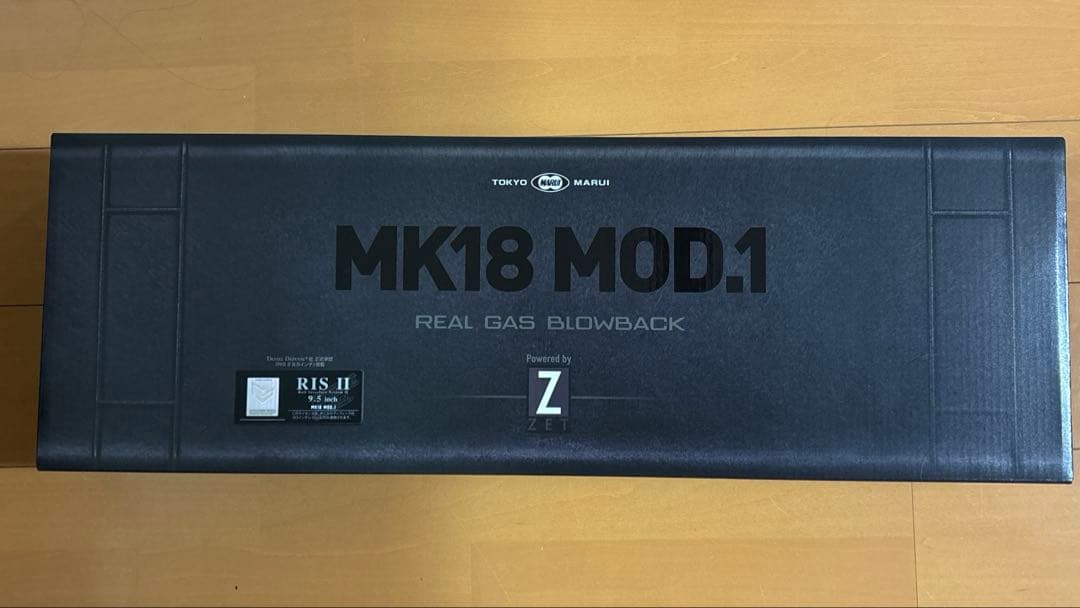 TOKYO MARUI MARUI
MK18 MOD.1
REAL GAS BLOWBACK
Powered by
Z
ZET
RIS II
9.5 inch
MK18 MOD.1